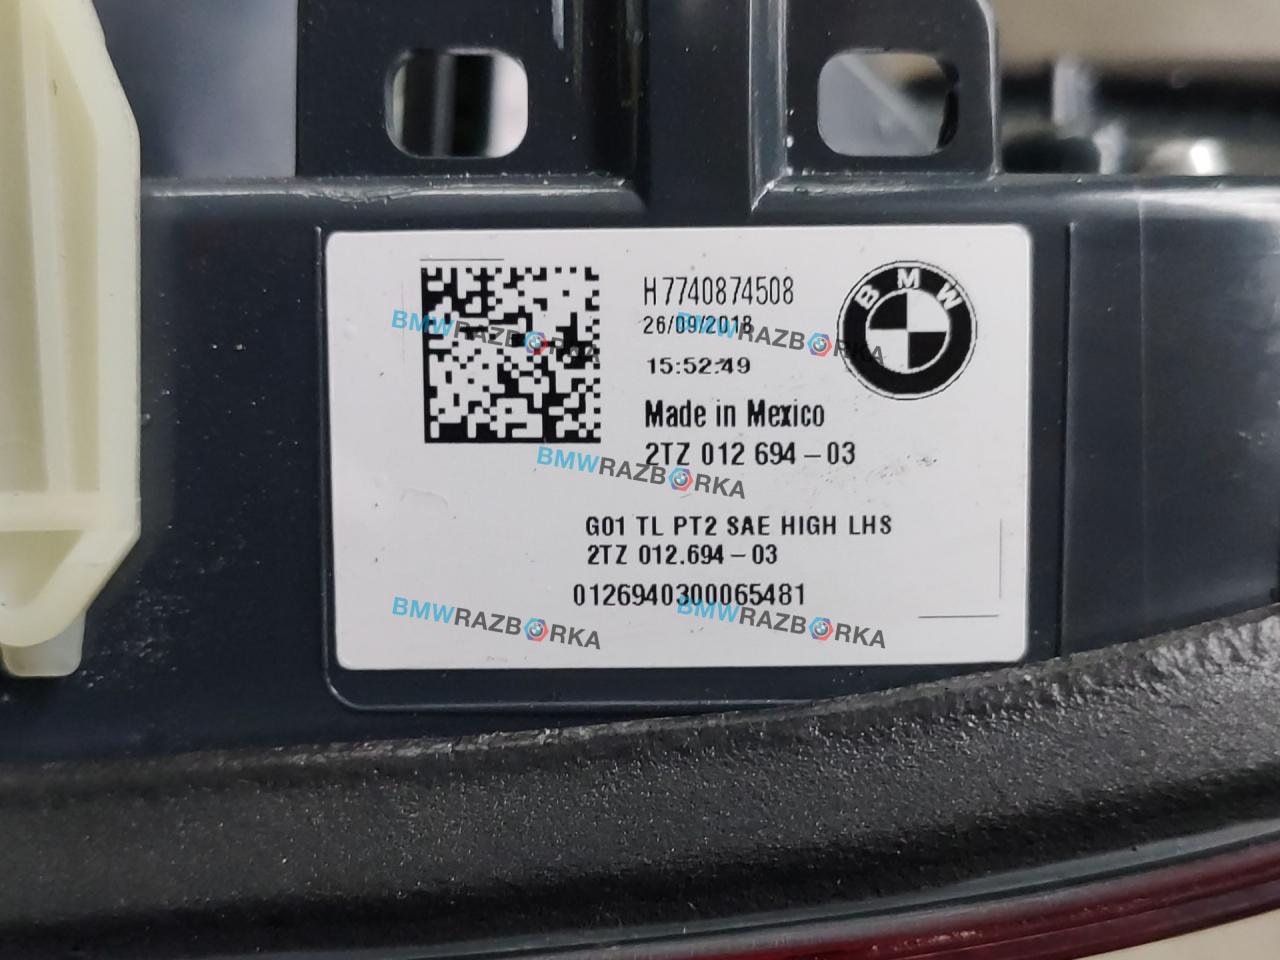 H7740874508
26/09/2018
15:52:49
Made in Mexico
2TZ 012 694-03
G01 TL PT2 SAE HIGH LHS
2TZ 012.694-03
0126940300065481
BMW
BMWRAZBORKA
BMWRAZBORKA
BMWRAZBORKA
BMWRAZBORKA
BMWRAZBORKA